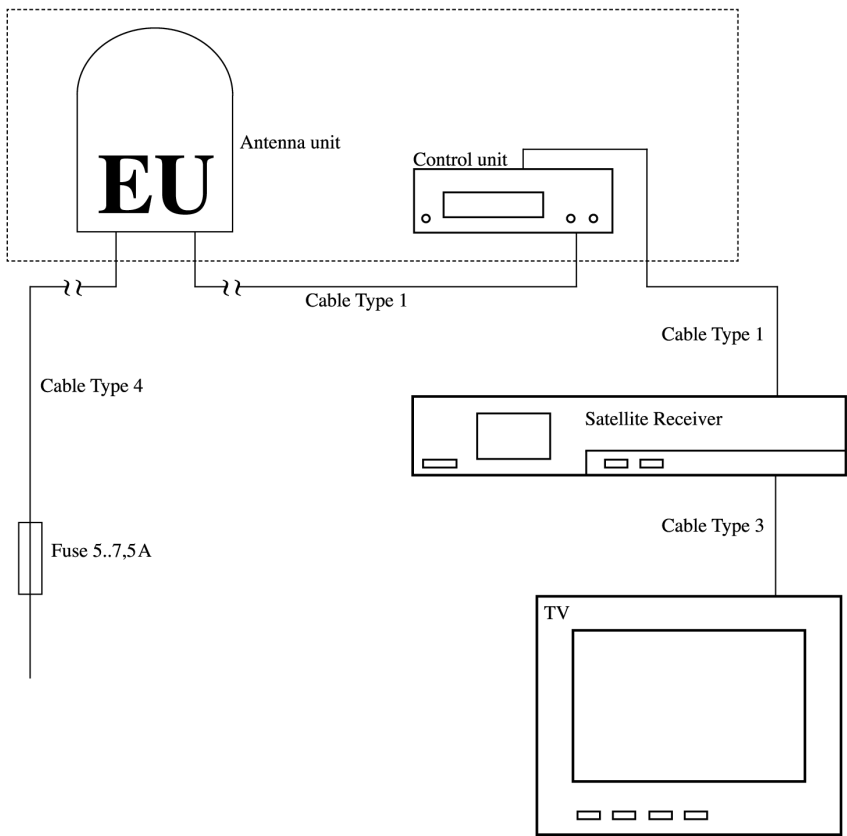 Antenna unit
EU
Control unit
Cable Type 1
Cable Type 1
Cable Type 4
Satellite Receiver
Cable Type 3
Fuse 5..7,5A
TV